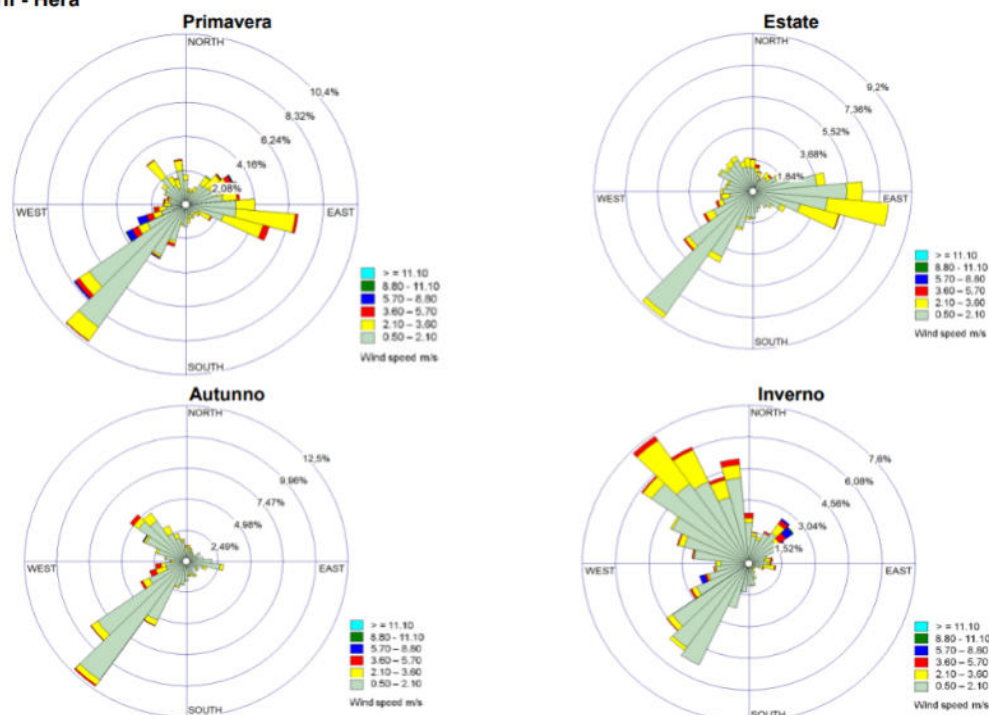 - Hera
Primavera
NORTH
10,4%
8,32%
6,24%
4,16%
2,08%
WEST
EAST
SOUTH
> = 11.10
8.80 - 11.10
5.70 – 8.80
3.60 – 5.70
2.10 – 3.60
0.50 – 2.10
Wind speed m/s
Estate
NORTH
9,2%
7,36%
5,52%
3,68%
1,84%
WEST
EAST
SOUTH
> = 11.10
8.80 - 11.10
5.70 – 8.80
3.60 – 5.70
2.10 – 3.60
0.50 – 2.10
Wind speed m/s
Autunno
NORTH
12,5%
9,96%
7,47%
4,98%
2,49%
WEST
EAST
SOUTH
> = 11.10
8.80 - 11.10
5.70 – 8.80
3.60 – 5.70
2.10 – 3.60
0.50 – 2.10
Wind speed m/s
Inverno
NORTH
7,6%
6,08%
4,56%
3,04%
1,52%
WEST
EAST
SOUTH
> = 11.10
8.80 - 11.10
5.70 – 8.80
3.60 – 5.70
2.10 – 3.60
0.50 – 2.10
Wind speed m/s